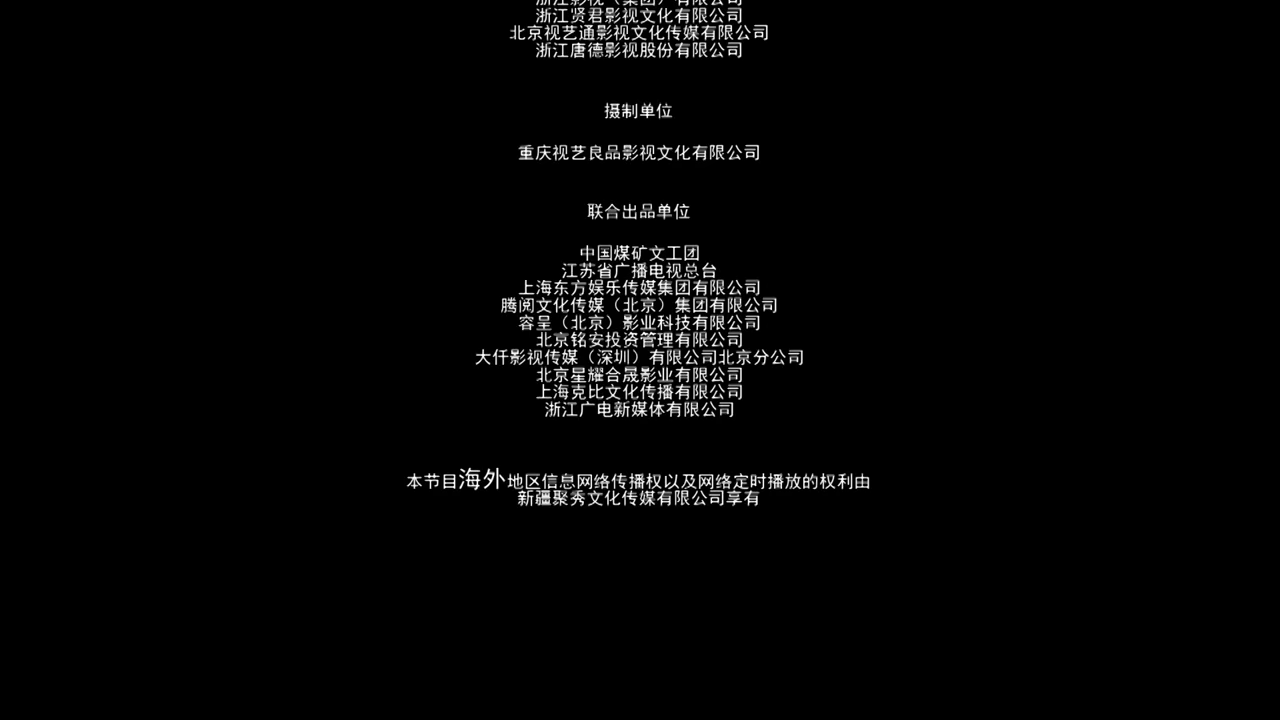 浙江影视（集团）有限公司
浙江贤君影视文化有限公司
北京视艺通影视文化传媒有限公司
浙江唐德影视股份有限公司
摄制单位
重庆视艺良品影视文化有限公司
联合出品单位
中国煤矿文工团
江苏省广播电视总台
上海东方娱乐传媒集团有限公司
腾阅文化传媒（北京）集团有限公司
容呈（北京）影业科技有限公司
北京铭安投资管理有限公司
大仟影视传媒（深圳）有限公司北京分公司
北京星耀合晟影业有限公司
上海克比文化传播有限公司
浙江广电新媒体有限公司
本节目海外地区信息网络传播权以及网络定时播放的权利由
新疆聚秀文化传媒有限公司享有